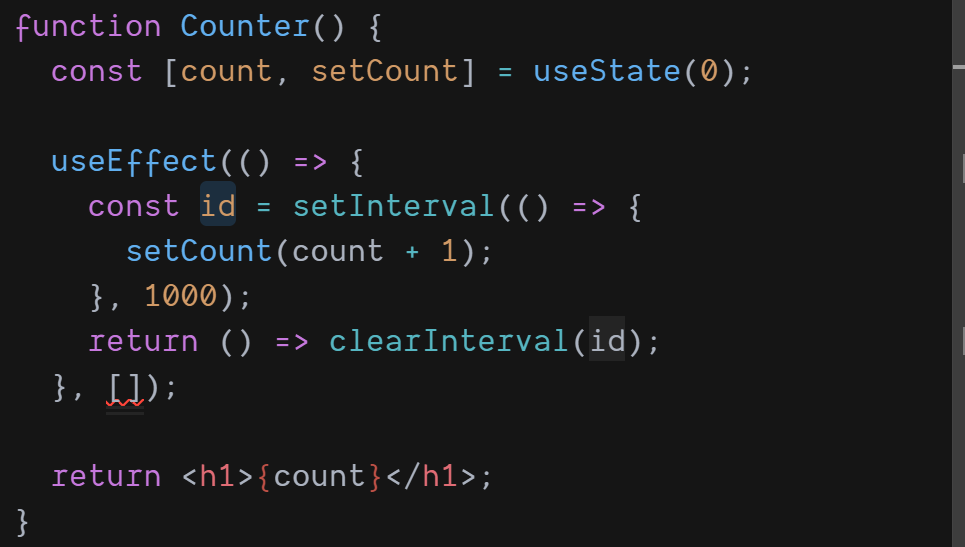 function Counter() {
  const [count, setCount] = useState(0);

  useEffect(() => {
    const id = setInterval(() => {
      setCount(count + 1);
    }, 1000);
    return () => clearInterval(id);
  }, []);

  return <h1>{count}</h1>;
}